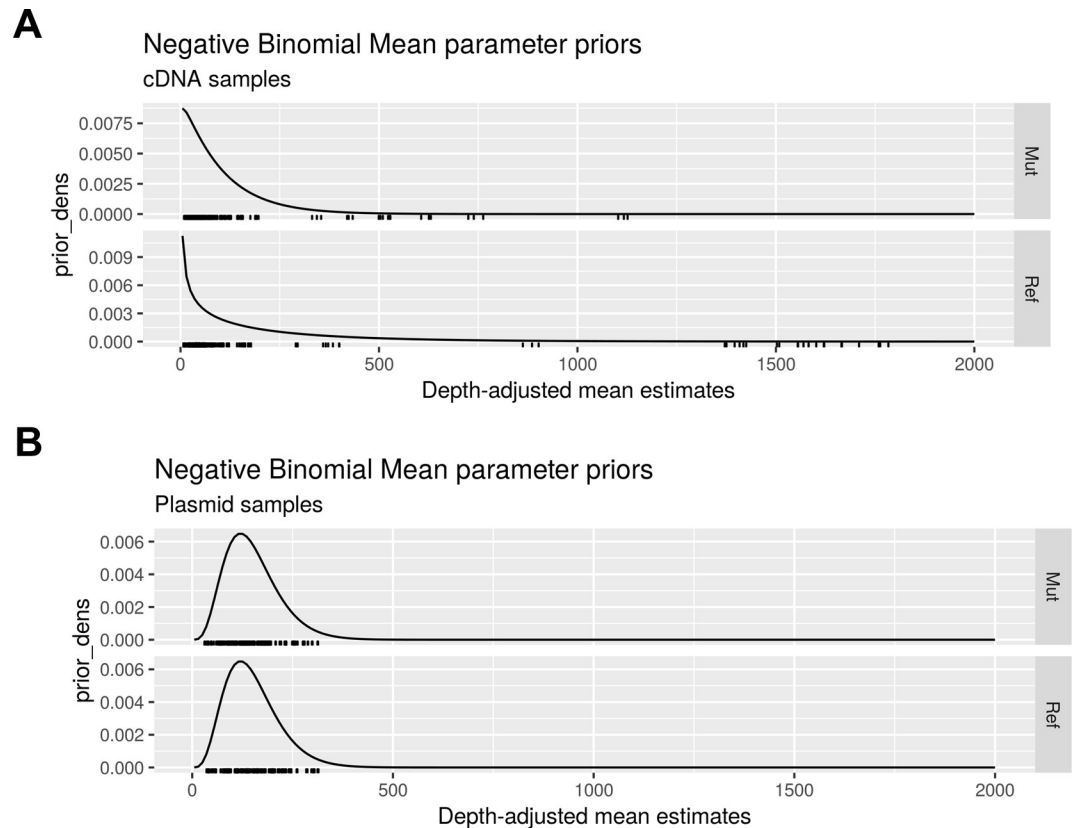 A
Negative Binomial Mean parameter priors
cDNA samples
0.0075
0.0050
0.0025
0.0000
Mut
0.009
0.006
0.003
0.000
Ref
prior_dens
0 500 1000 1500 2000
Depth-adjusted mean estimates
B
Negative Binomial Mean parameter priors
Plasmid samples
0.006
0.004
0.002
0.000
Mut
0.006
0.004
0.002
0.000
Ref
prior_dens
0 500 1000 1500 2000
Depth-adjusted mean estimates